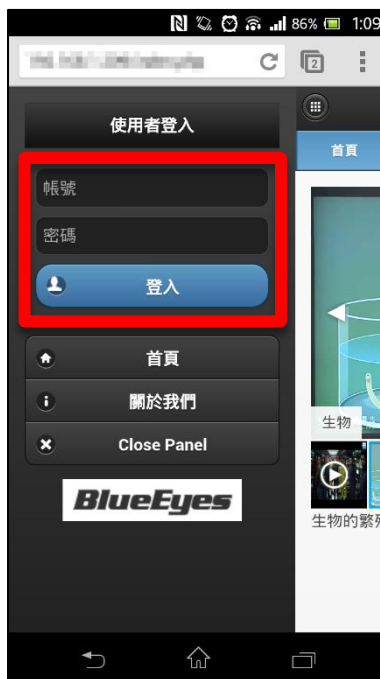 86% 1:09
2
使用者登入
帳號
密碼
登入
首頁
關於我們
Close Panel
BlueEyes
首頁
生物
生物的繁